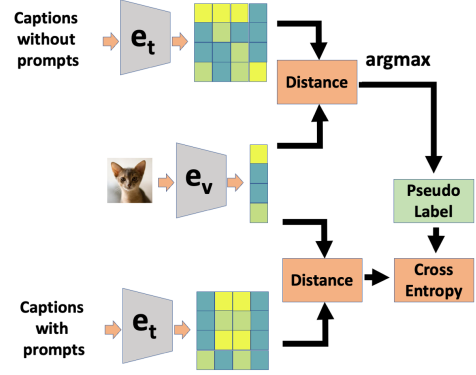 Captions
without
prompts
e_t
Distance
argmax
e_v
Pseudo
Label
Captions
with
prompts
e_t
Distance
Cross
Entropy